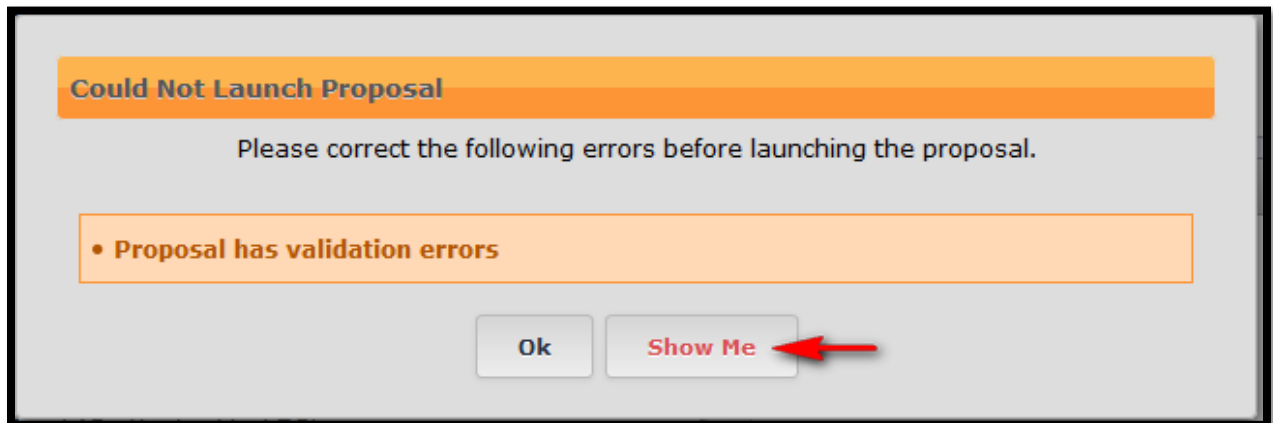 Could Not Launch Proposal
Please correct the following errors before launching the proposal.
• Proposal has validation errors
Ok Show Me